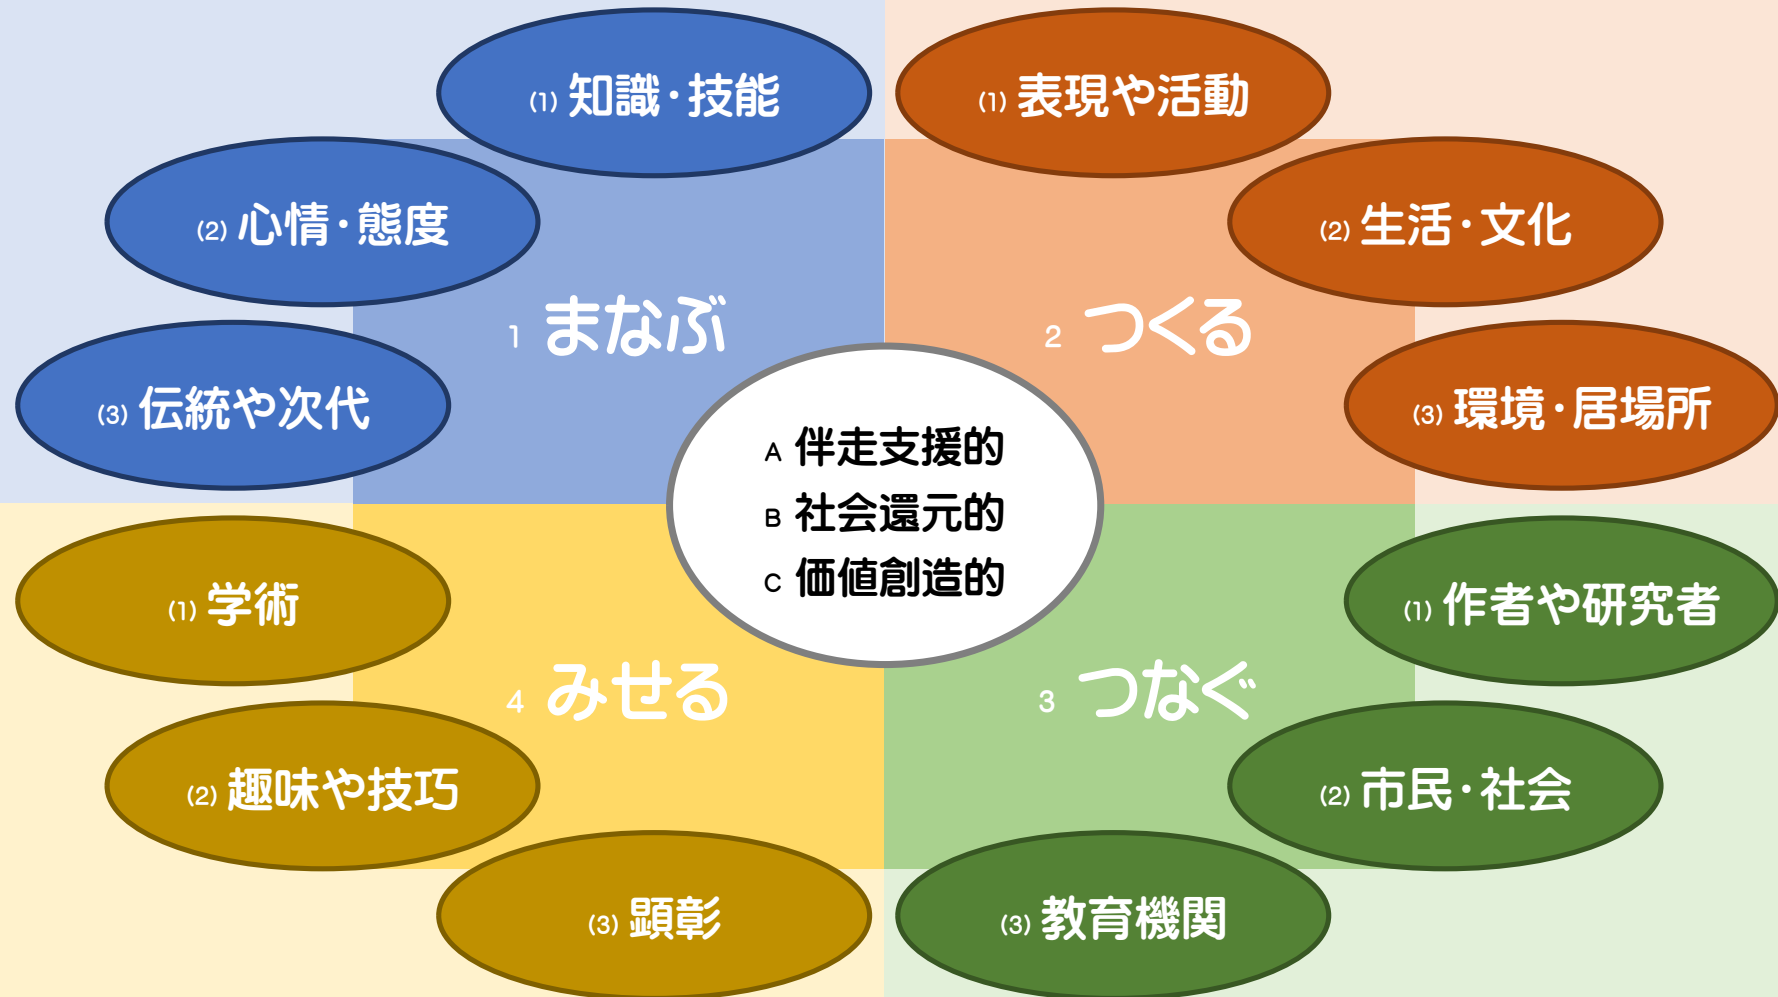 (1) 知識・技能
(2) 心情・態度
(3) 伝統や次代
1 まなぶ
(1) 表現や活動
(2) 生活・文化
(3) 環境・居場所
2 つくる
A 伴走支援的
B 社会還元的
C 価値創造的
(1) 学術
(2) 趣味や技巧
(3) 顕彰
4 みせる
(1) 作者や研究者
(2) 市民・社会
(3) 教育機関
3 つなぐ